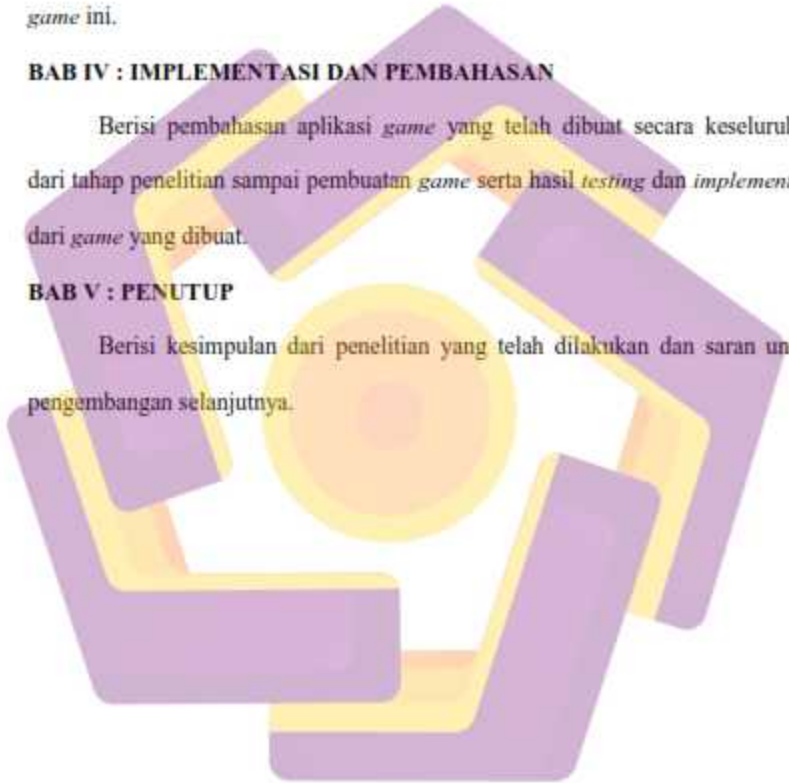 game ini.
BAB IV : IMPLEMENTASI DAN PEMBAHASAN
Berisi pembahasan aplikasi game yang telah dibuat secara keselurul
dari tahap penelitian sampai pembuatan game serta hasil testing dan implemen
dari game yang dibuat.
BAB V : PENUTUP
Berisi kesimpulan dari penelitian yang telah dilakukan dan saran un
pengembangan selanjutnya.